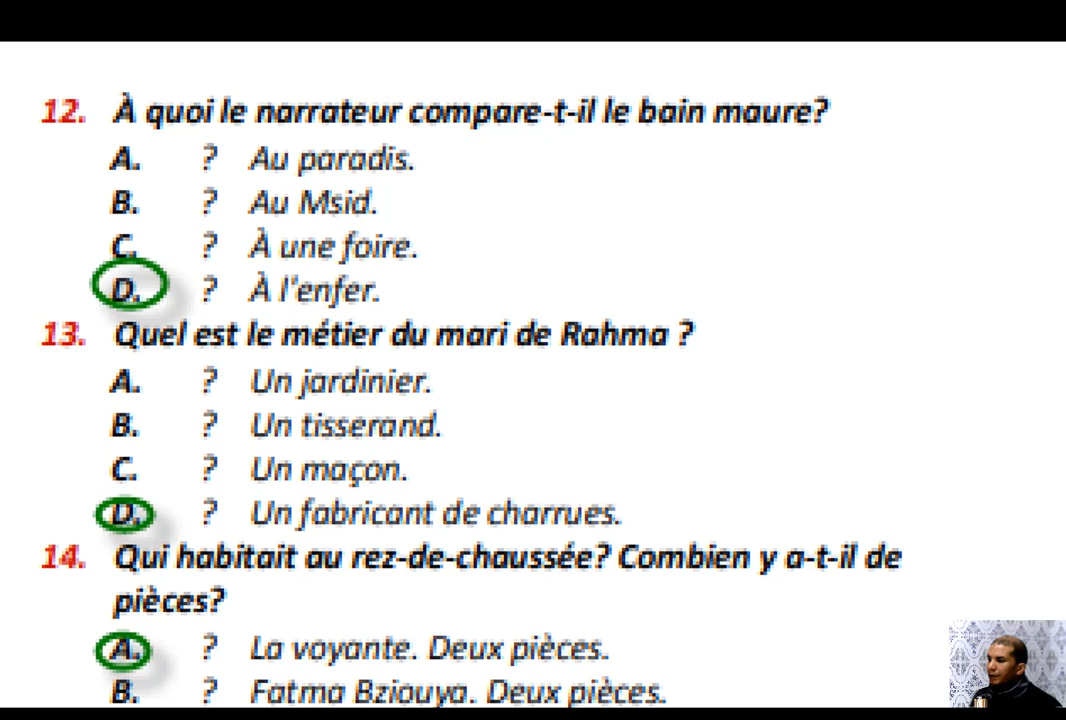 12. À quoi le narrateur compare-t-il le bain maure?
A. ? Au paradis.
B. ? Au Msid.
C. ? À une foire.
D. ? À l'enfer.
13. Quel est le métier du mari de Rahma ?
A. ? Un jardinier.
B. ? Un tisserand.
C. ? Un maçon.
D. ? Un fabricant de charrues.
14. Qui habitait au rez-de-chaussée? Combien y a-t-il de
pièces?
A. ? La voyante. Deux pièces.
B. ? Fatma Bziouya. Deux pièces.